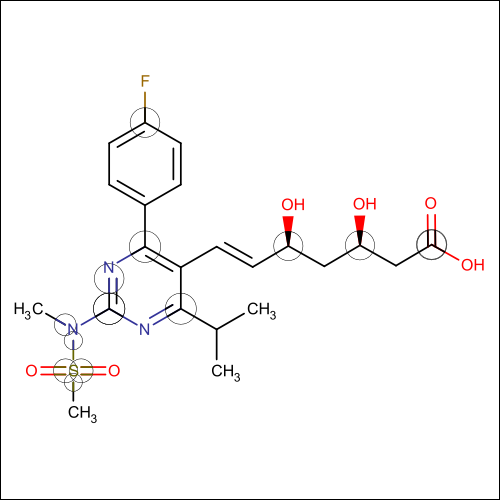 F
OH OH O
OH
N
H₃C N N CH₃
O S O CH₃
CH₃